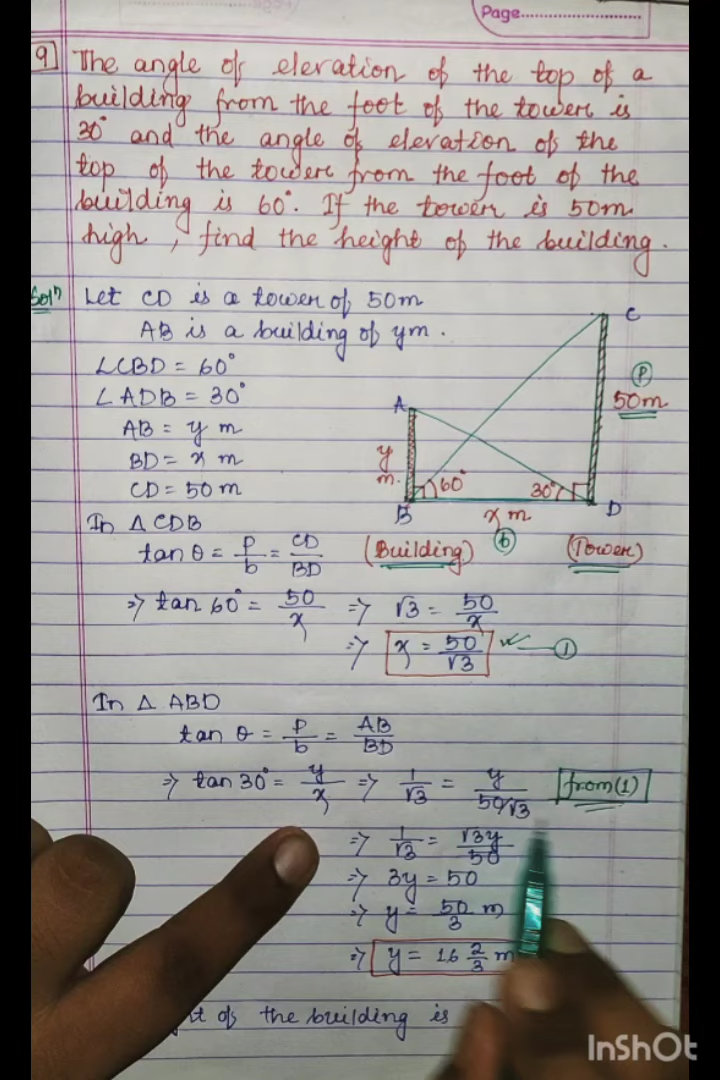 Page
9] The angle of elevation of the top of a
building from the foot of the tower is
30° and the angle of elevation of the
top of the tower from the foot of the
building is 60°. If the tower is 50m
high, find the height of the building.
Solⁿ Let CD is a tower of 50m
AB is a building of ym.
∠CBD = 60°
∠ADB = 30°
AB = y m
BD = x m
CD = 50 m
C
(P)
50m
A
y
m.
60°
30°
B
x m
D
(Building)
(b)
(Tower)
In △ CDB
tan θ = P/b = CD/BD
=> tan 60° = 50/x => √3 = 50/x
=> x = 50/√3 (1)
In △ ABD
tan θ = P/b = AB/BD
=> tan 30° = y/x => 1/√3 = y/50/√3 from (1)
=> 1/√3 = √3y/50
=> 3y = 50
=> y = 50/3 m
=> y = 16 2/3 m
of the building is
InShOt